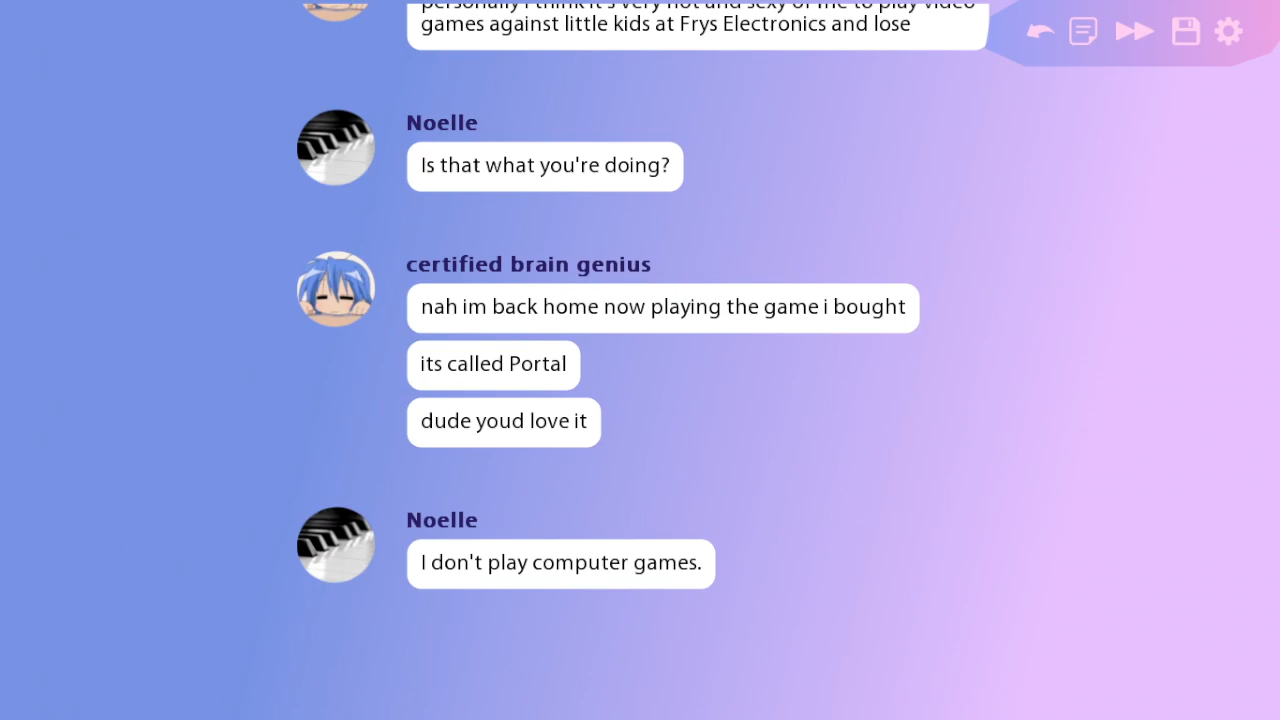 personally i think it's very hot and sexy of me to play video
games against little kids at Frys Electronics and lose
Noelle
Is that what you're doing?
certified brain genius
nah im back home now playing the game i bought
its called Portal
dude youd love it
Noelle
I don't play computer games.